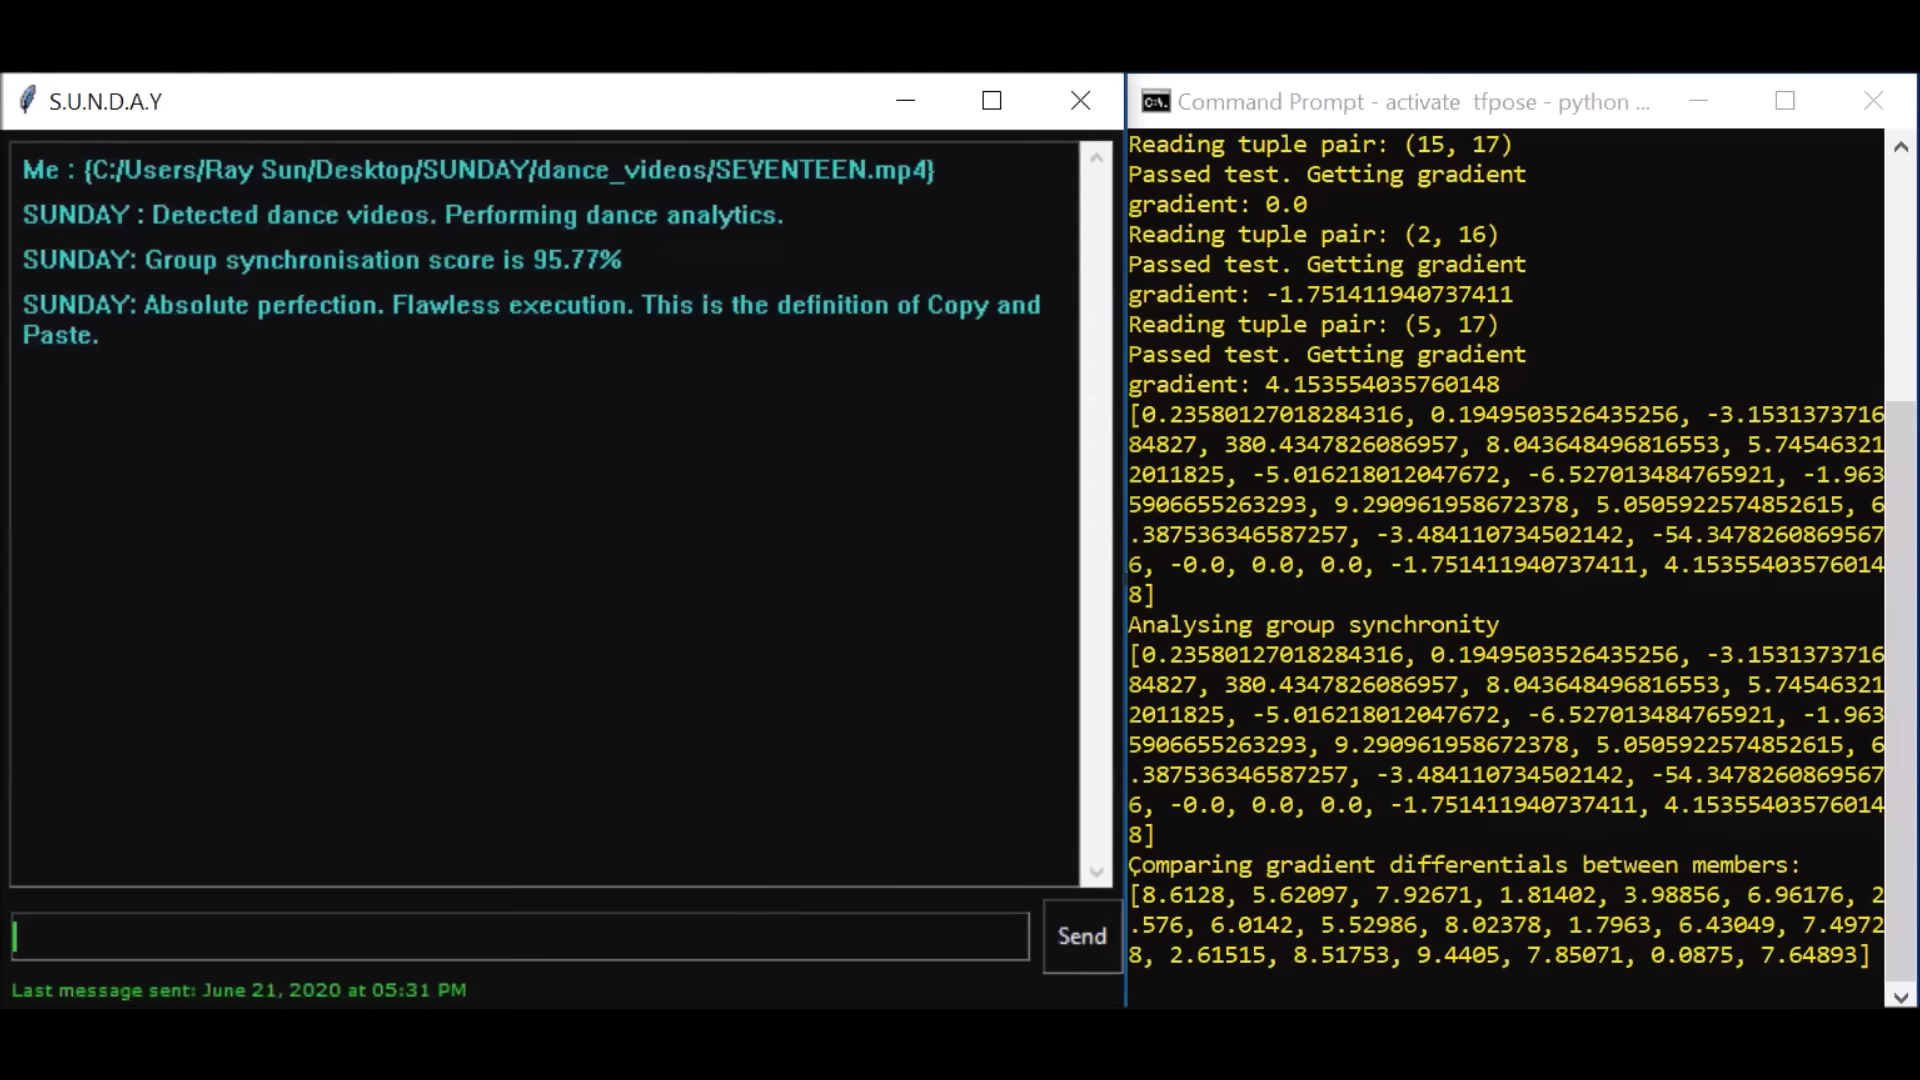 S.U.N.D.A.Y
Me : {C:/Users/Ray Sun/Desktop/SUNDAY/dance_videos/SEVENTEEN.mp4}
SUNDAY : Detected dance videos. Performing dance analytics.
SUNDAY: Group synchronisation score is 95.77%
SUNDAY: Absolute perfection. Flawless execution. This is the definition of Copy and
Paste.
Send
Last message sent: June 21, 2020 at 05:31 PM
C:\. Command Prompt - activate  tfpose - python ...
Reading tuple pair: (15, 17)
Passed test. Getting gradient
gradient: 0.0
Reading tuple pair: (2, 16)
Passed test. Getting gradient
gradient: -1.751411940737411
Reading tuple pair: (5, 17)
Passed test. Getting gradient
gradient: 4.153554035760148
[0.23580127018284316, 0.1949503526435256, -3.1531373716
84827, 380.4347826086957, 8.043648496816553, 5.74546321
2011825, -5.016218012047672, -6.527013484765921, -1.963
5906655263293, 9.290961958672378, 5.0505922574852615, 6
.387536346587257, -3.484110734502142, -54.3478260869567
6, -0.0, 0.0, 0.0, -1.751411940737411, 4.15355403576014
8]
Analysing group synchronity
[0.23580127018284316, 0.1949503526435256, -3.1531373716
84827, 380.4347826086957, 8.043648496816553, 5.74546321
2011825, -5.016218012047672, -6.527013484765921, -1.963
5906655263293, 9.290961958672378, 5.0505922574852615, 6
.387536346587257, -3.484110734502142, -54.3478260869567
6, -0.0, 0.0, 0.0, -1.751411940737411, 4.15355403576014
8]
Comparing gradient differentials between members:
[8.6128, 5.62097, 7.92671, 1.81402, 3.98856, 6.96176, 2
.576, 6.0142, 5.52986, 8.02378, 1.7963, 6.43049, 7.4972
8, 2.61515, 8.51753, 9.4405, 7.85071, 0.0875, 7.64893]